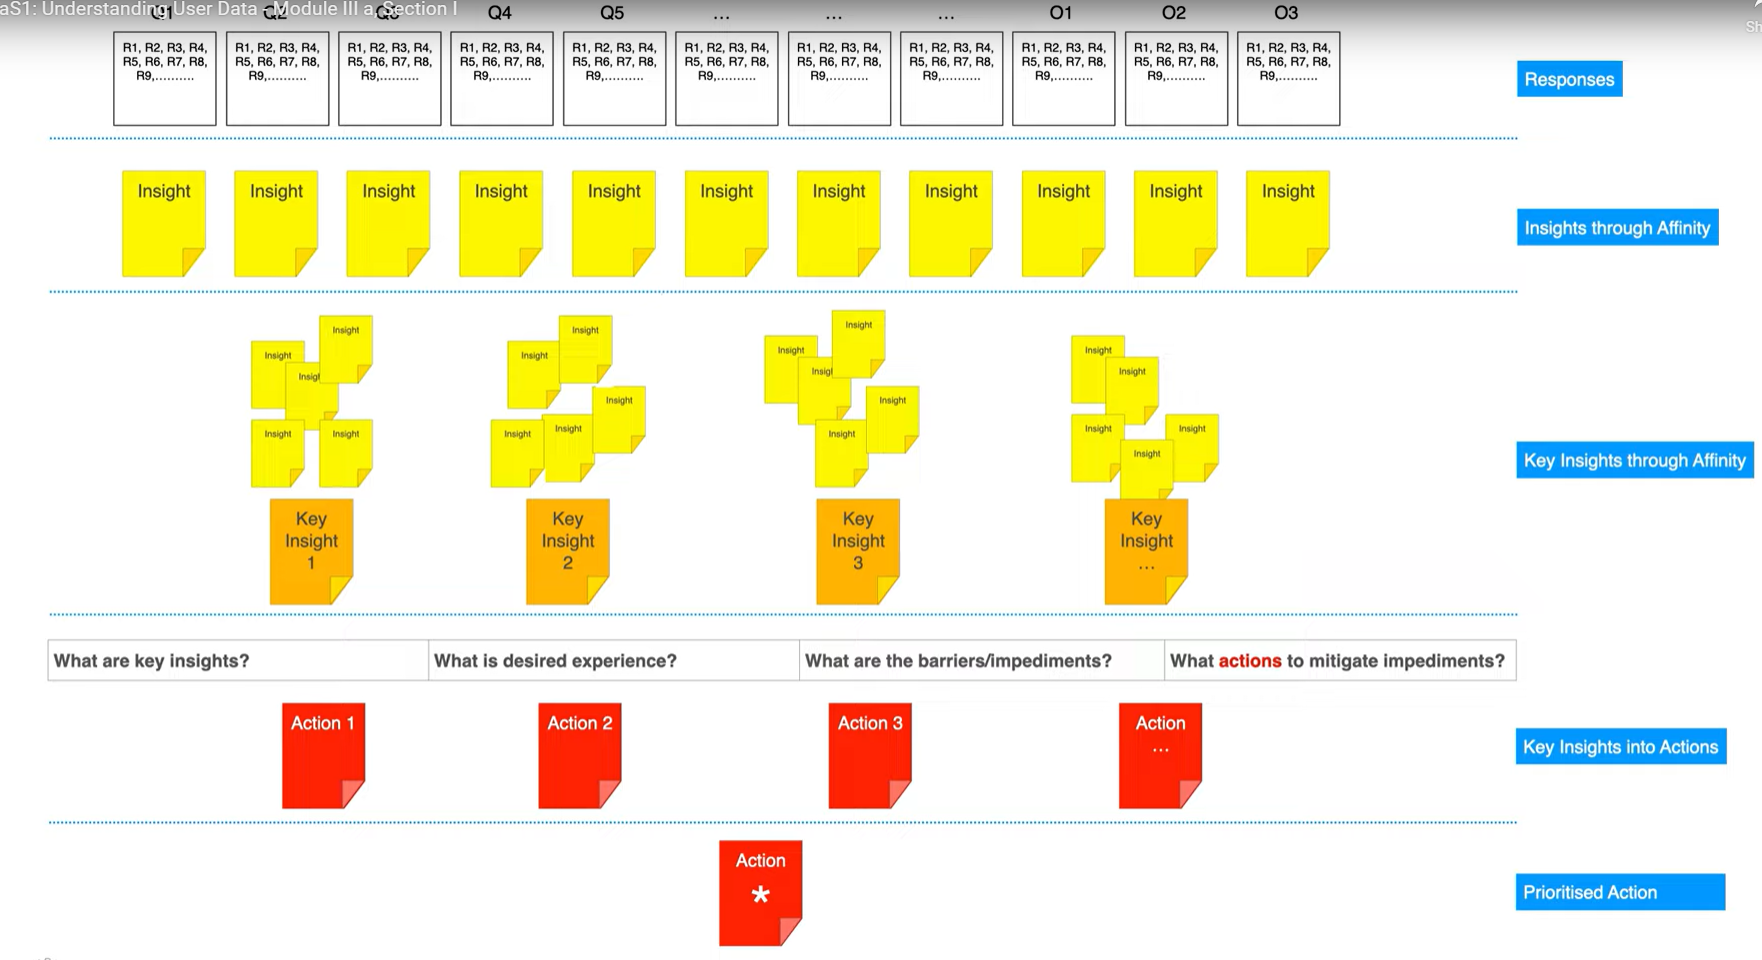 aS1: Understanding User Data - Module III a, Section I
Q1 Q2 Q3 Q4 Q5 ... ... ... O1 O2 O3
R1, R2, R3, R4, R5, R6, R7, R8, R9,..........
R1, R2, R3, R4, R5, R6, R7, R8, R9,..........
R1, R2, R3, R4, R5, R6, R7, R8, R9,..........
R1, R2, R3, R4, R5, R6, R7, R8, R9,..........
R1, R2, R3, R4, R5, R6, R7, R8, R9,..........
R1, R2, R3, R4, R5, R6, R7, R8, R9,..........
R1, R2, R3, R4, R5, R6, R7, R8, R9,..........
R1, R2, R3, R4, R5, R6, R7, R8, R9,..........
R1, R2, R3, R4, R5, R6, R7, R8, R9,..........
R1, R2, R3, R4, R5, R6, R7, R8, R9,..........
R1, R2, R3, R4, R5, R6, R7, R8, R9,..........
Responses
Insight Insight Insight Insight Insight Insight Insight Insight Insight Insight Insight
Insights through Affinity
Insight Insight Insight Insight Insight
Key
Insight
1
Insight Insight Insight Insight Insight
Key
Insight
2
Insight Insight Insight Insight Insight
Key
Insight
3
Insight Insight Insight Insight Insight
Key
Insight
...
Key Insights through Affinity
What are key insights? What is desired experience? What are the barriers/impediments? What actions to mitigate impediments?
Action 1 Action 2 Action 3 Action
...
Key Insights into Actions
Action
*
Prioritised Action